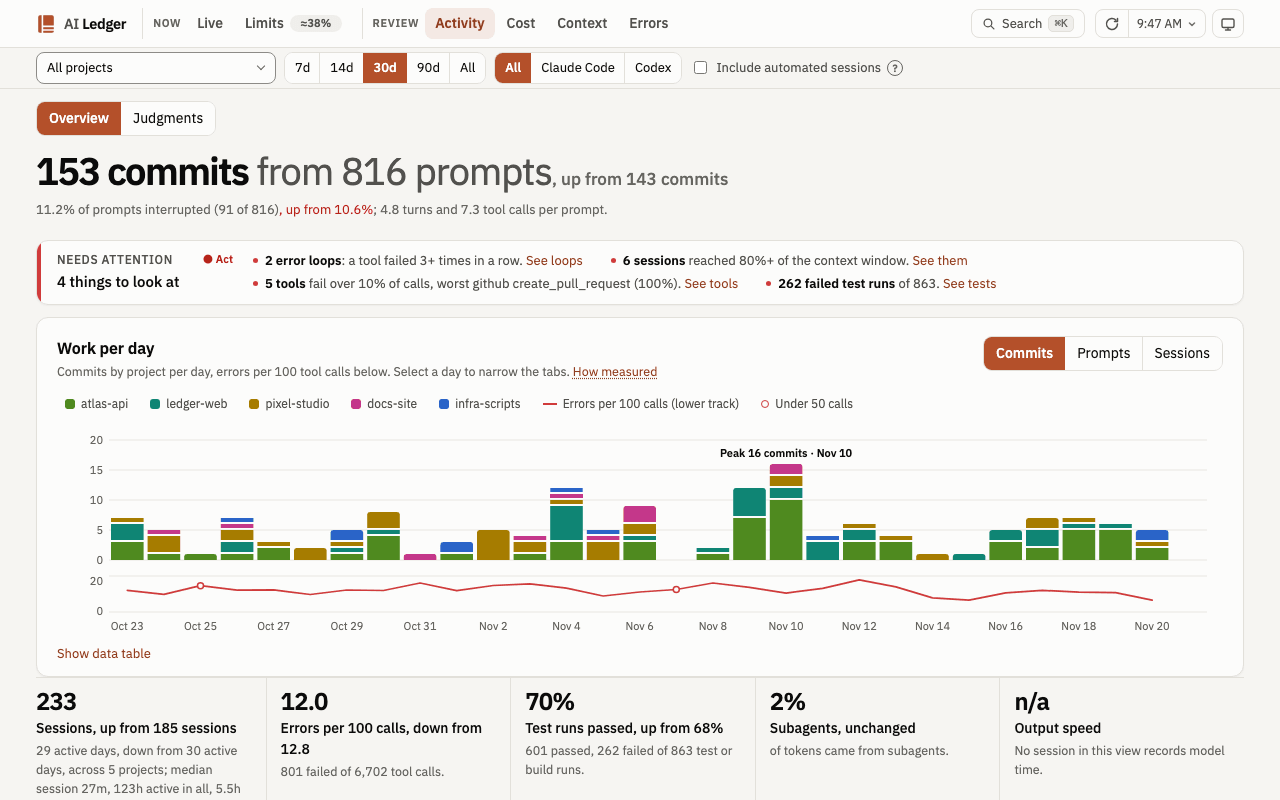 AI Ledger
NOW
Live
Limits ≈38%
REVIEW
Activity
Cost
Context
Errors
Search ⌘K
9:47 AM
All projects
7d
14d
30d
90d
All
All
Claude Code
Codex
Include automated sessions ?
Overview
Judgments
153 commits from 816 prompts, up from 143 commits
11.2% of prompts interrupted (91 of 816), up from 10.6%; 4.8 turns and 7.3 tool calls per prompt.
NEEDS ATTENTION
Act
4 things to look at
2 error loops: a tool failed 3+ times in a row. See loops
6 sessions reached 80%+ of the context window. See them
5 tools fail over 10% of calls, worst github create_pull_request (100%). See tools
262 failed test runs of 863. See tests
Work per day
Commits by project per day, errors per 100 tool calls below. Select a day to narrow the tabs. How measured
Commits
Prompts
Sessions
atlas-api
ledger-web
pixel-studio
docs-site
infra-scripts
Errors per 100 calls (lower track)
Under 50 calls
20
Peak 16 commits · Nov 10
15
10
5
0
20
0
Oct 23
Oct 25
Oct 27
Oct 29
Oct 31
Nov 2
Nov 4
Nov 6
Nov 8
Nov 10
Nov 12
Nov 14
Nov 16
Nov 18
Nov 20
Show data table
233
Sessions, up from 185 sessions
29 active days, down from 30 active
days, across 5 projects; median
session 27m, 123h active in all, 5.5h
12.0
Errors per 100 calls, down from
12.8
801 failed of 6,702 tool calls.
70%
Test runs passed, up from 68%
601 passed, 262 failed of 863 test or
build runs.
2%
Subagents, unchanged
of tokens came from subagents.
n/a
Output speed
No session in this view records model
time.